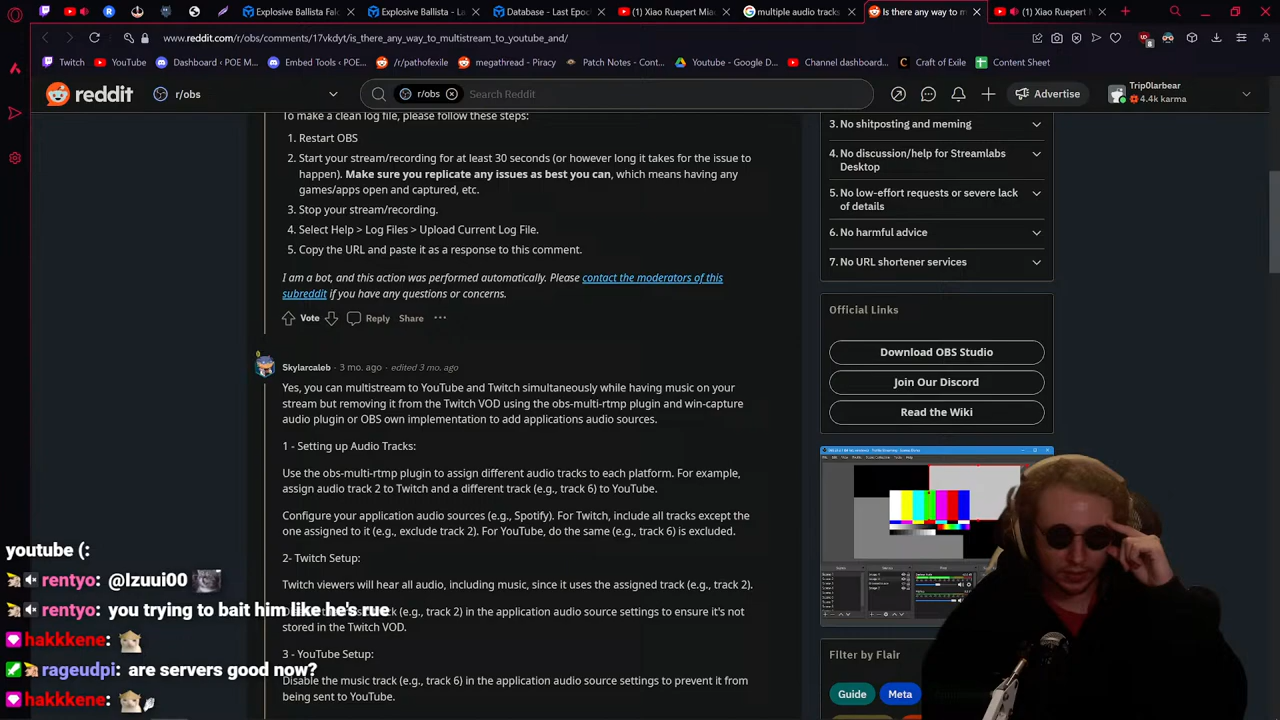 Explosive Ballista Fal
Explosive Ballista - La
Database - Last Epoc
(1) Xiao Ruepert Mia
multiple audio tracks
Is there any way to m
(1) Xiao Ruepert M
www.reddit.com/r/obs/comments/17vkdyt/is_there_any_way_to_multistream_to_youtube_and/
8
Twitch
YouTube
Dashboard ‹ POE M...
Embed Tools ‹ POE...
/r/pathofexile
megathread - Piracy
Patch Notes - Cont...
Youtube - Google D...
Channel dashboard...
Craft of Exile
Content Sheet
reddit
r/obs
r/obs
Search Reddit
Advertise
Trip0larbear
4.4k karma
To make a clean log file, please follow these steps:
1. Restart OBS
2. Start your stream/recording for at least 30 seconds (or however long it takes for the issue to
happen). Make sure you replicate any issues as best you can, which means having any
games/apps open and captured, etc.
3. Stop your stream/recording.
4. Select Help > Log Files > Upload Current Log File.
5. Copy the URL and paste it as a response to this comment.
I am a bot, and this action was performed automatically. Please contact the moderators of this
subreddit if you have any questions or concerns.
Vote
Reply
Share
Skylarcaleb · 3 mo. ago · edited 3 mo. ago
Yes, you can multistream to YouTube and Twitch simultaneously while having music on your
stream but removing it from the Twitch VOD using the obs-multi-rtmp plugin and win-capture
audio plugin or OBS own implementation to add applications audio sources.
1 - Setting up Audio Tracks:
Use the obs-multi-rtmp plugin to assign different audio tracks to each platform. For example,
assign audio track 2 to Twitch and a different track (e.g., track 6) to YouTube.
Configure your application audio sources (e.g., Spotify). For Twitch, include all tracks except the
one assigned to it (e.g., exclude track 2). For YouTube, do the same (e.g., track 6) is excluded.
2- Twitch Setup:
Twitch viewers will hear all audio, including music, since it uses the assigned track (e.g., track 2).
track (e.g., track 2) in the application audio source settings to ensure it's not
stored in the Twitch VOD.
3 - YouTube Setup:
Disable the music track (e.g., track 6) in the application audio source settings to prevent it from
being sent to YouTube.
3. No shitposting and meming
4. No discussion/help for Streamlabs
Desktop
5. No low-effort requests or severe lack
of details
6. No harmful advice
7. No URL shortener services
Official Links
Download OBS Studio
Join Our Discord
Read the Wiki
Filter by Flair
Guide
Meta
youtube (:
rentyo: @Izuui00
rentyo: you trying to bait him like he's rue
hakkkene:
rageudpi: are servers good now?
hakkkene: